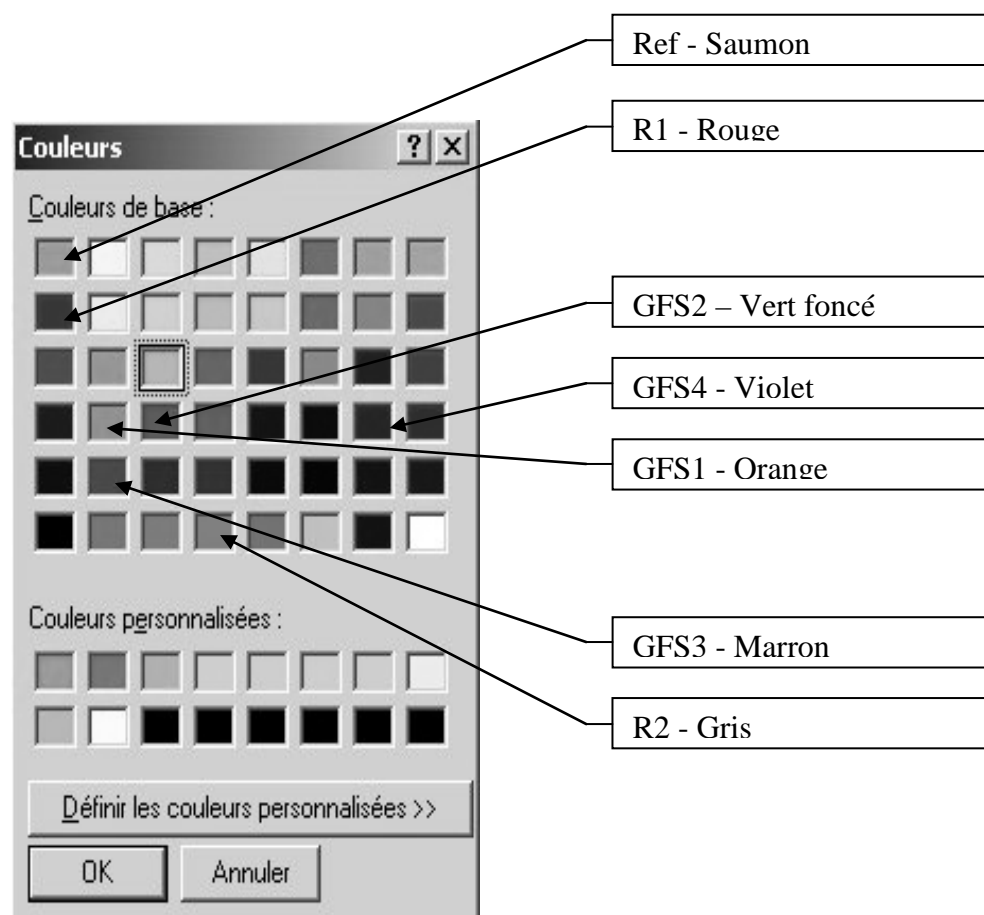 Ref - Saumon
R1 - Rouge
Couleurs
Couleurs de base :
GFS2 – Vert foncé
GFS4 - Violet
GFS1 - Orange
Couleurs personnalisées :
GFS3 - Marron
R2 - Gris
Définir les couleurs personnalisées >>
OK
Annuler